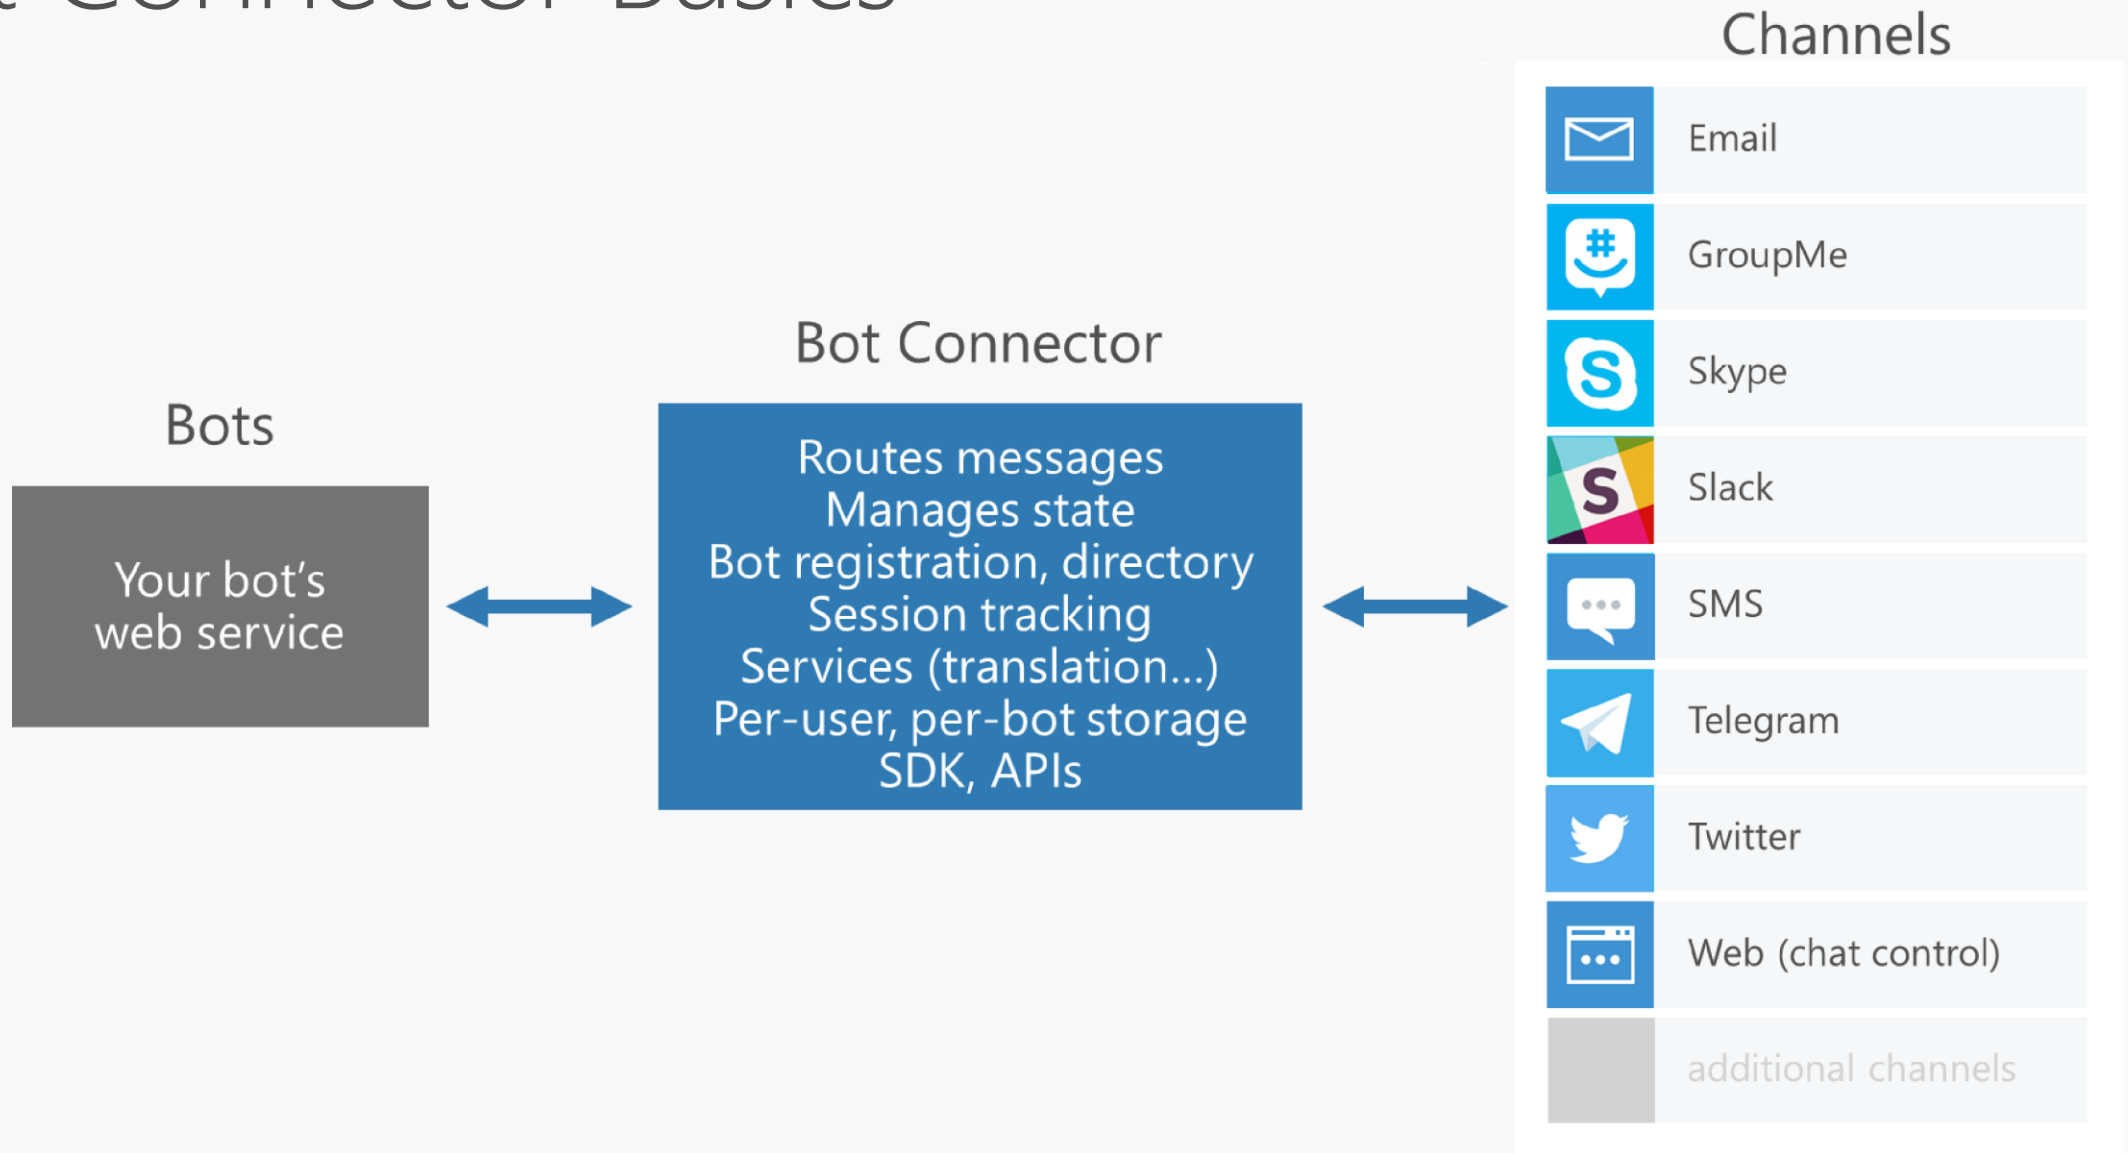 t Connector Basics
Channels
Email
GroupMe
Skype
Slack
SMS
Telegram
Twitter
Web (chat control)
additional channels
Bot Connector
Routes messages
Manages state
Bot registration, directory
Session tracking
Services (translation...)
Per-user, per-bot storage
SDK, APIs
Bots
Your bot's
web service